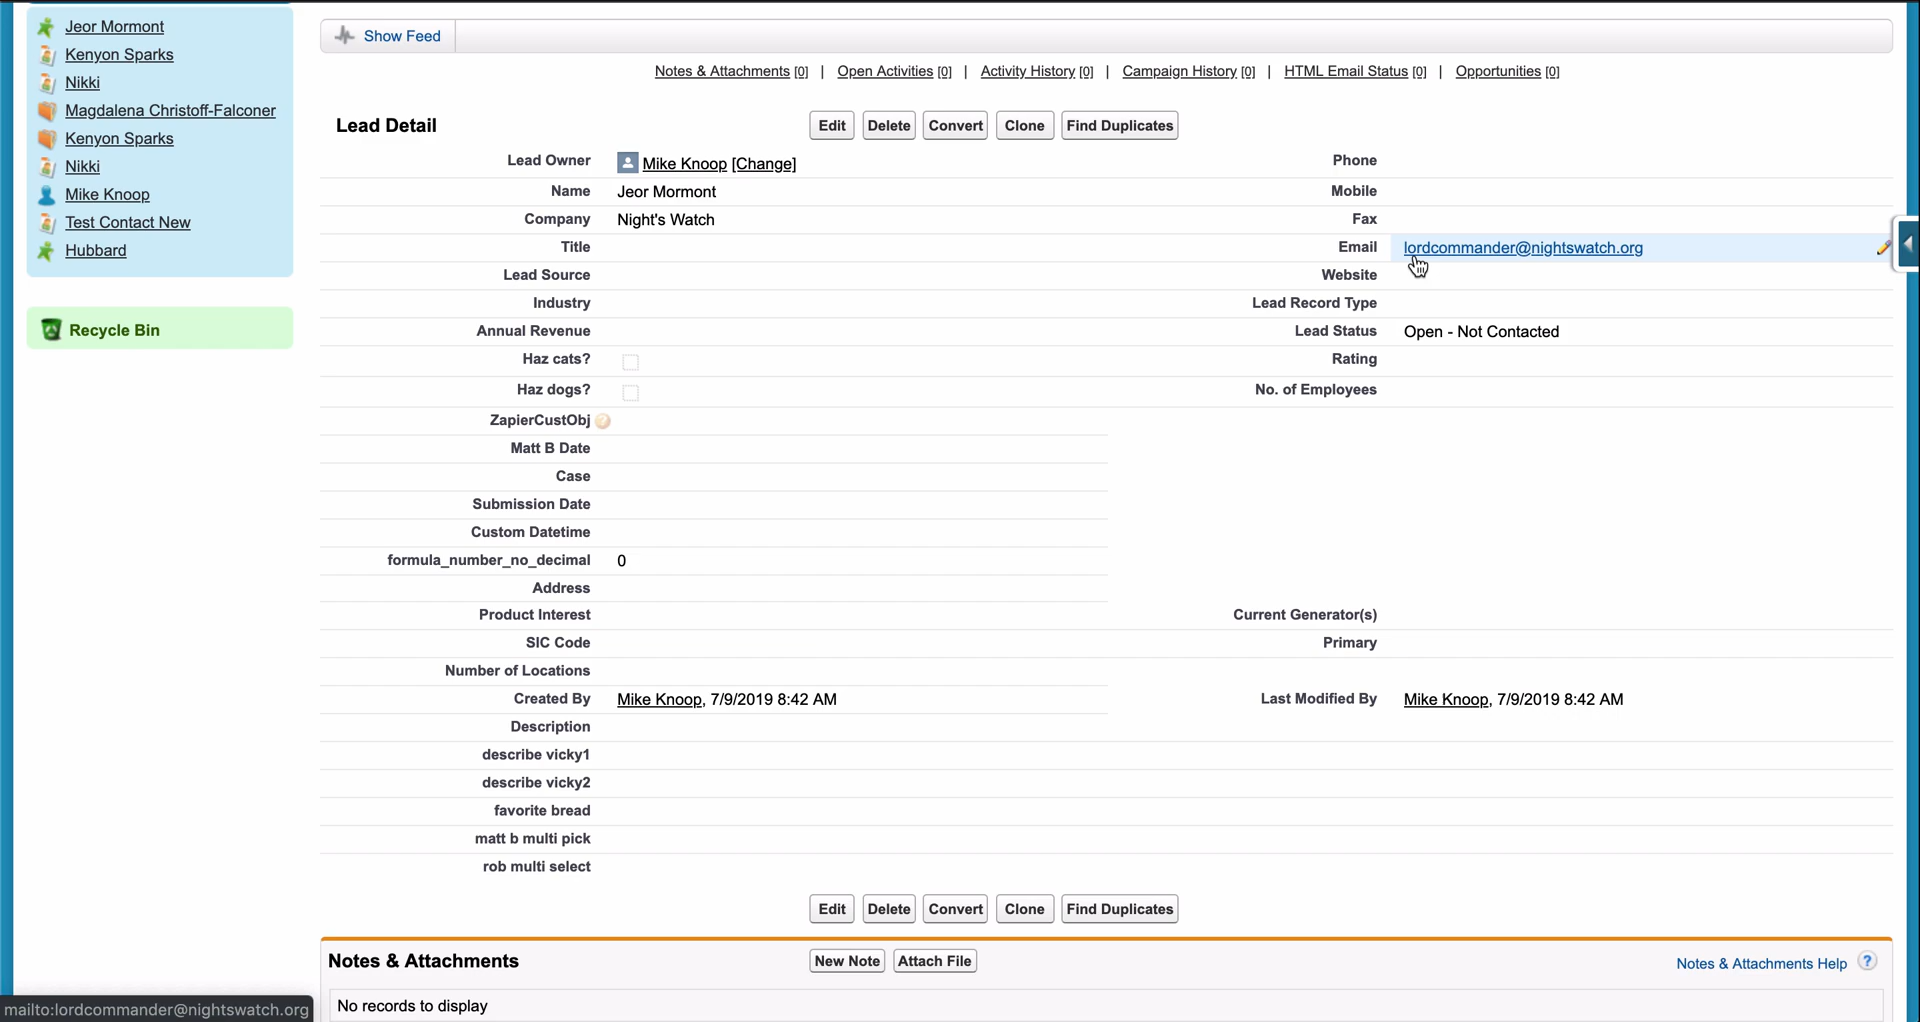 Jeor Mormont
Kenyon Sparks
Nikki
Magdalena Christoff-Falconer
Kenyon Sparks
Nikki
Mike Knoop
Test Contact New
Hubbard
Recycle Bin
Show Feed
Notes & Attachments [0] | Open Activities [0] | Activity History [0] | Campaign History [0] | HTML Email Status [0] | Opportunities [0]
Lead Detail Edit Delete Convert Clone Find Duplicates
Lead Owner Mike Knoop [Change] Phone
Name Jeor Mormont Mobile
Company Night's Watch Fax
Title Email lordcommander@nightswatch.org
Lead Source Website
Industry Lead Record Type
Annual Revenue Lead Status Open - Not Contacted
Haz cats? Rating
Haz dogs? No. of Employees
ZapierCustObj
Matt B Date
Case
Submission Date
Custom Datetime
formula_number_no_decimal 0
Address
Product Interest Current Generator(s)
SIC Code Primary
Number of Locations
Created By Mike Knoop, 7/9/2019 8:42 AM Last Modified By Mike Knoop, 7/9/2019 8:42 AM
Description
describe vicky1
describe vicky2
favorite bread
matt b multi pick
rob multi select
Edit Delete Convert Clone Find Duplicates
Notes & Attachments New Note Attach File Notes & Attachments Help ?
No records to display
mailto:lordcommander@nightswatch.org